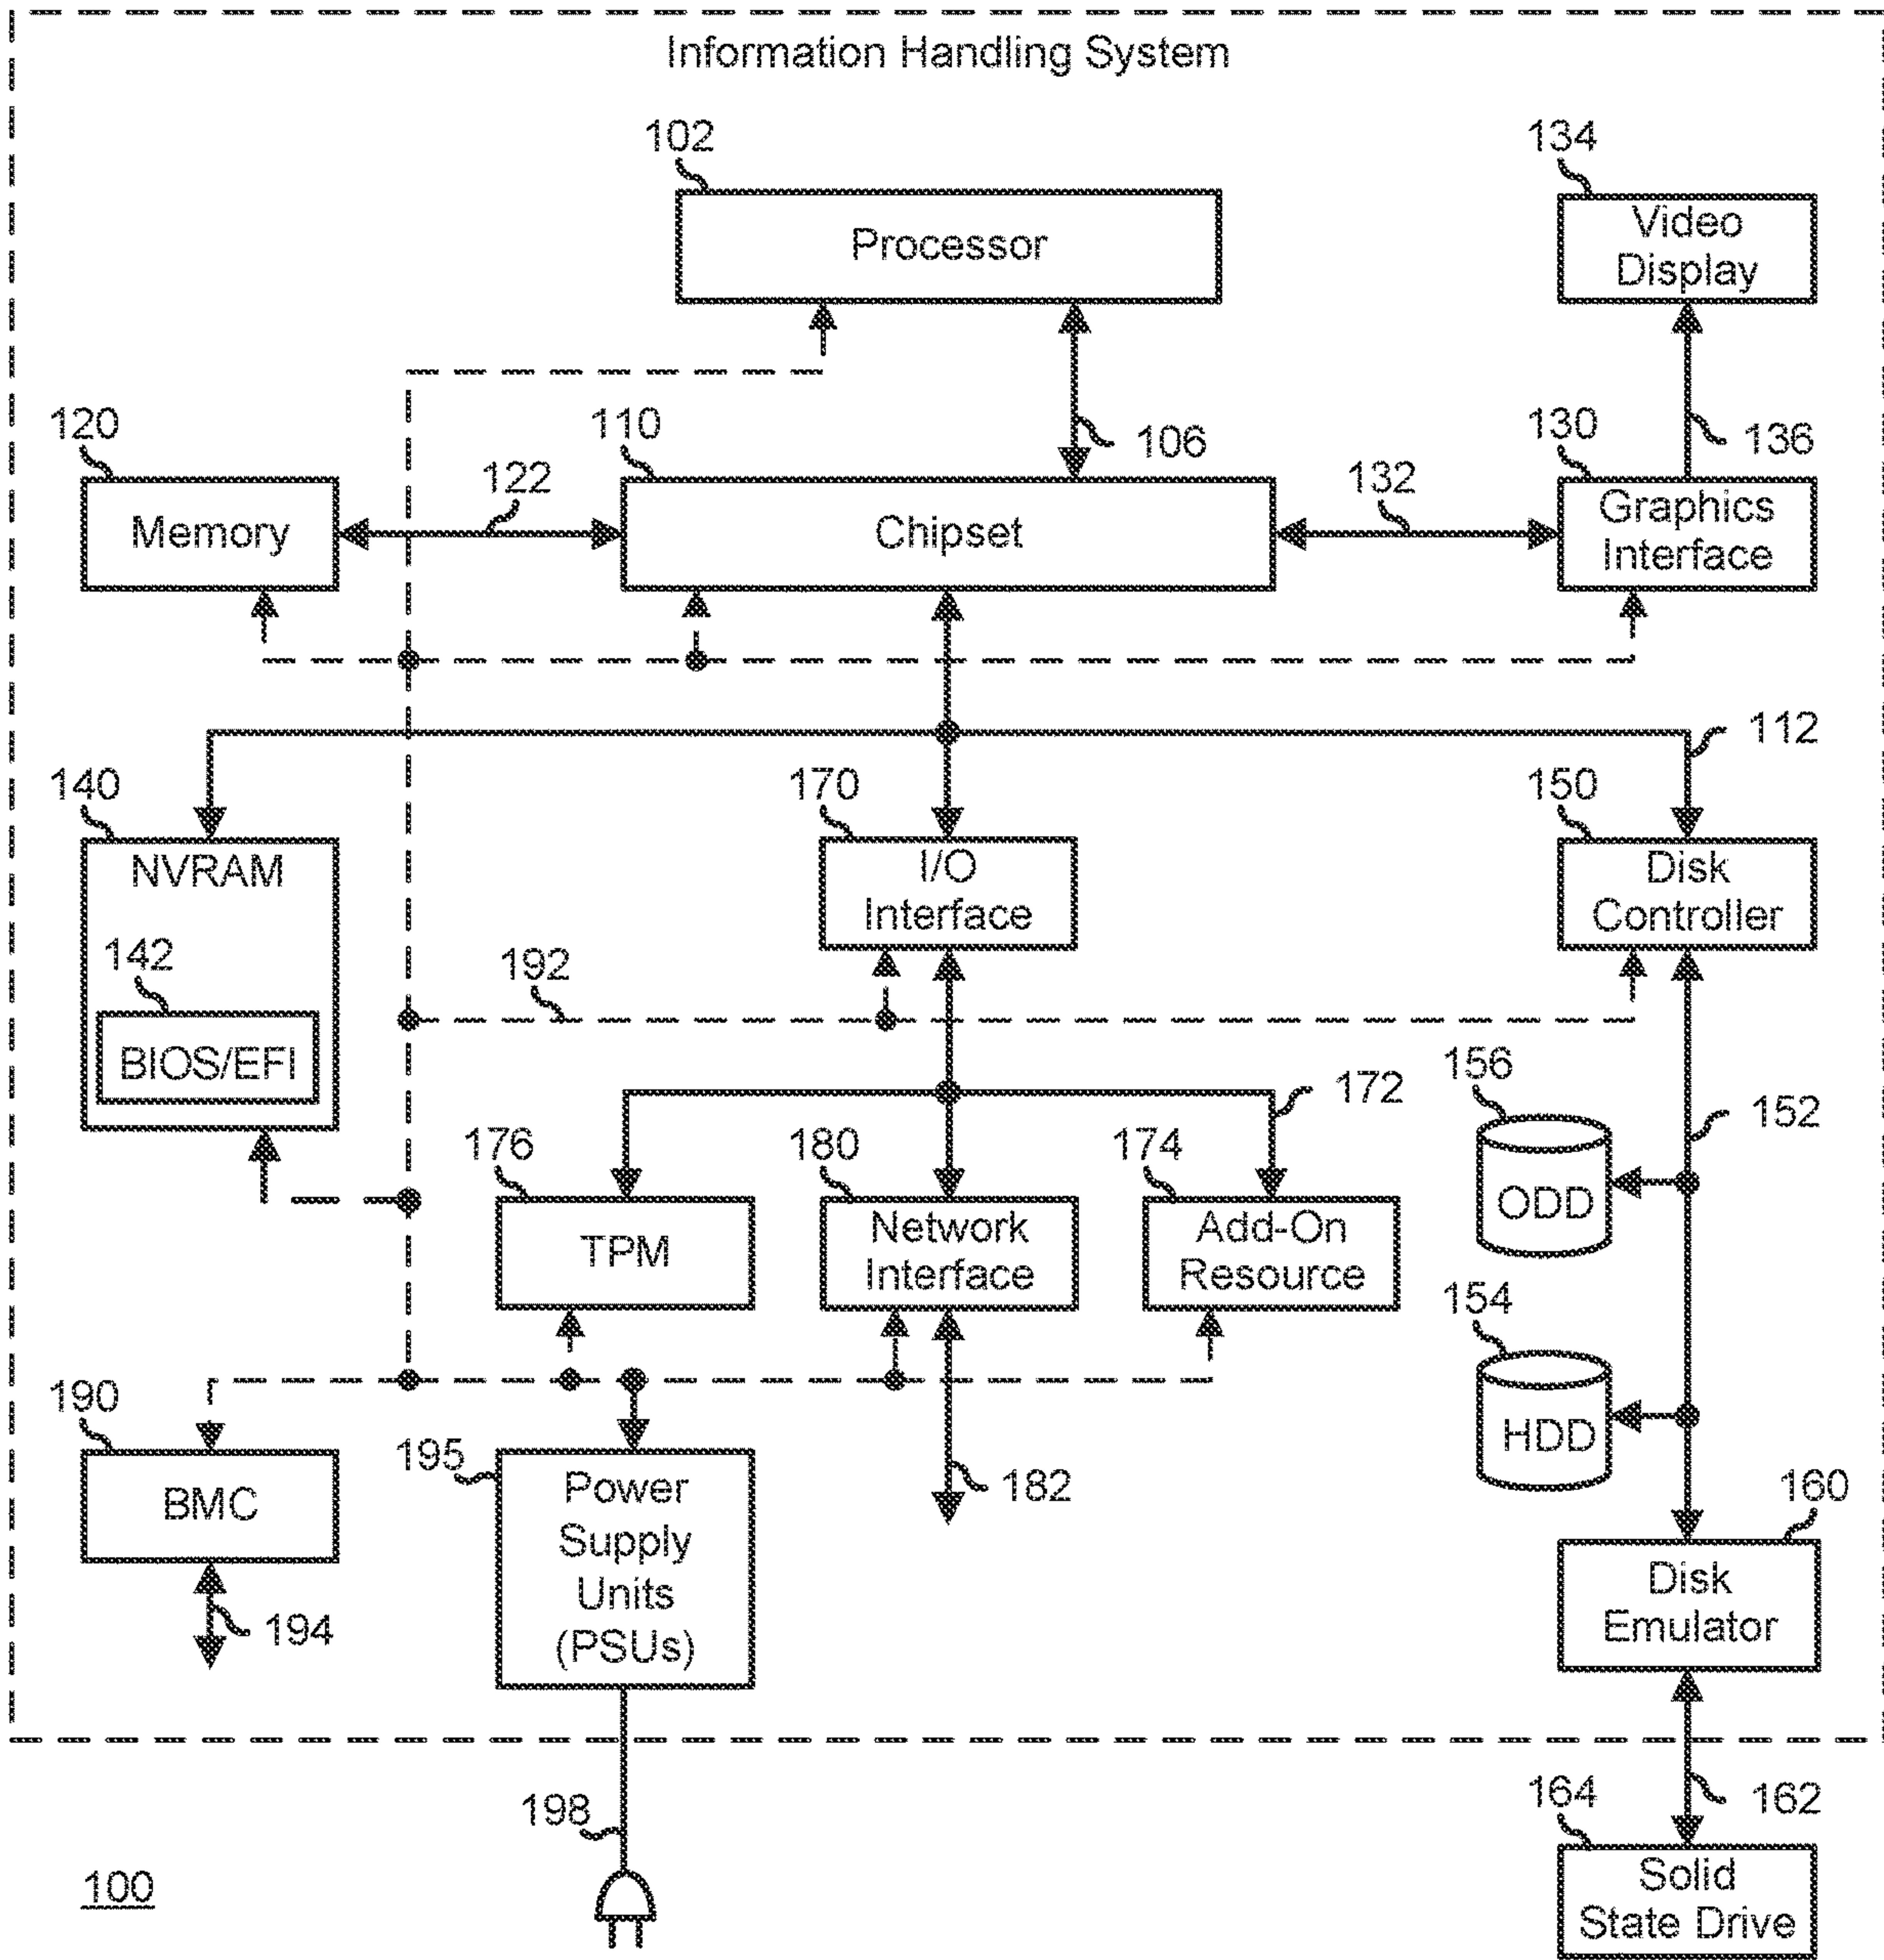 Information Handling System
102
134
Processor
Video
Display
120
110
106
130
136
122
132
Memory
Chipset
Graphics
Interface
112
140
170
150
NVRAM
I/O
Interface
Disk
Controller
142
192
BIOS/EFI
156
172
152
176
180
174
ODD
TPM
Network
Interface
Add-On
Resource
154
190
195
HDD
BMC
Power
Supply
Units
(PSUs)
182
160
194
Disk
Emulator
198
164
162
100
Solid
State Drive